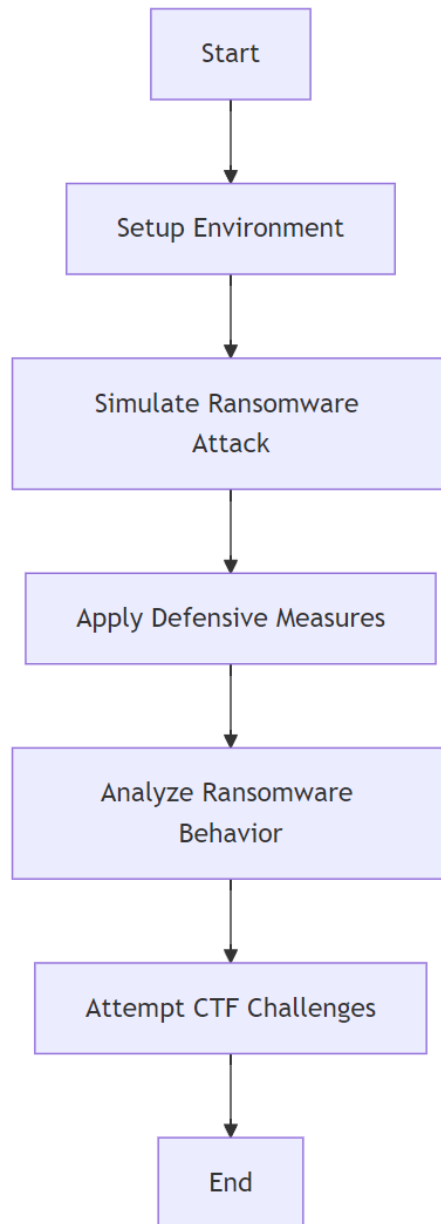 Start
Setup Environment
Simulate Ransomware
Attack
Apply Defensive Measures
Analyze Ransomware
Behavior
Attempt CTF Challenges
End